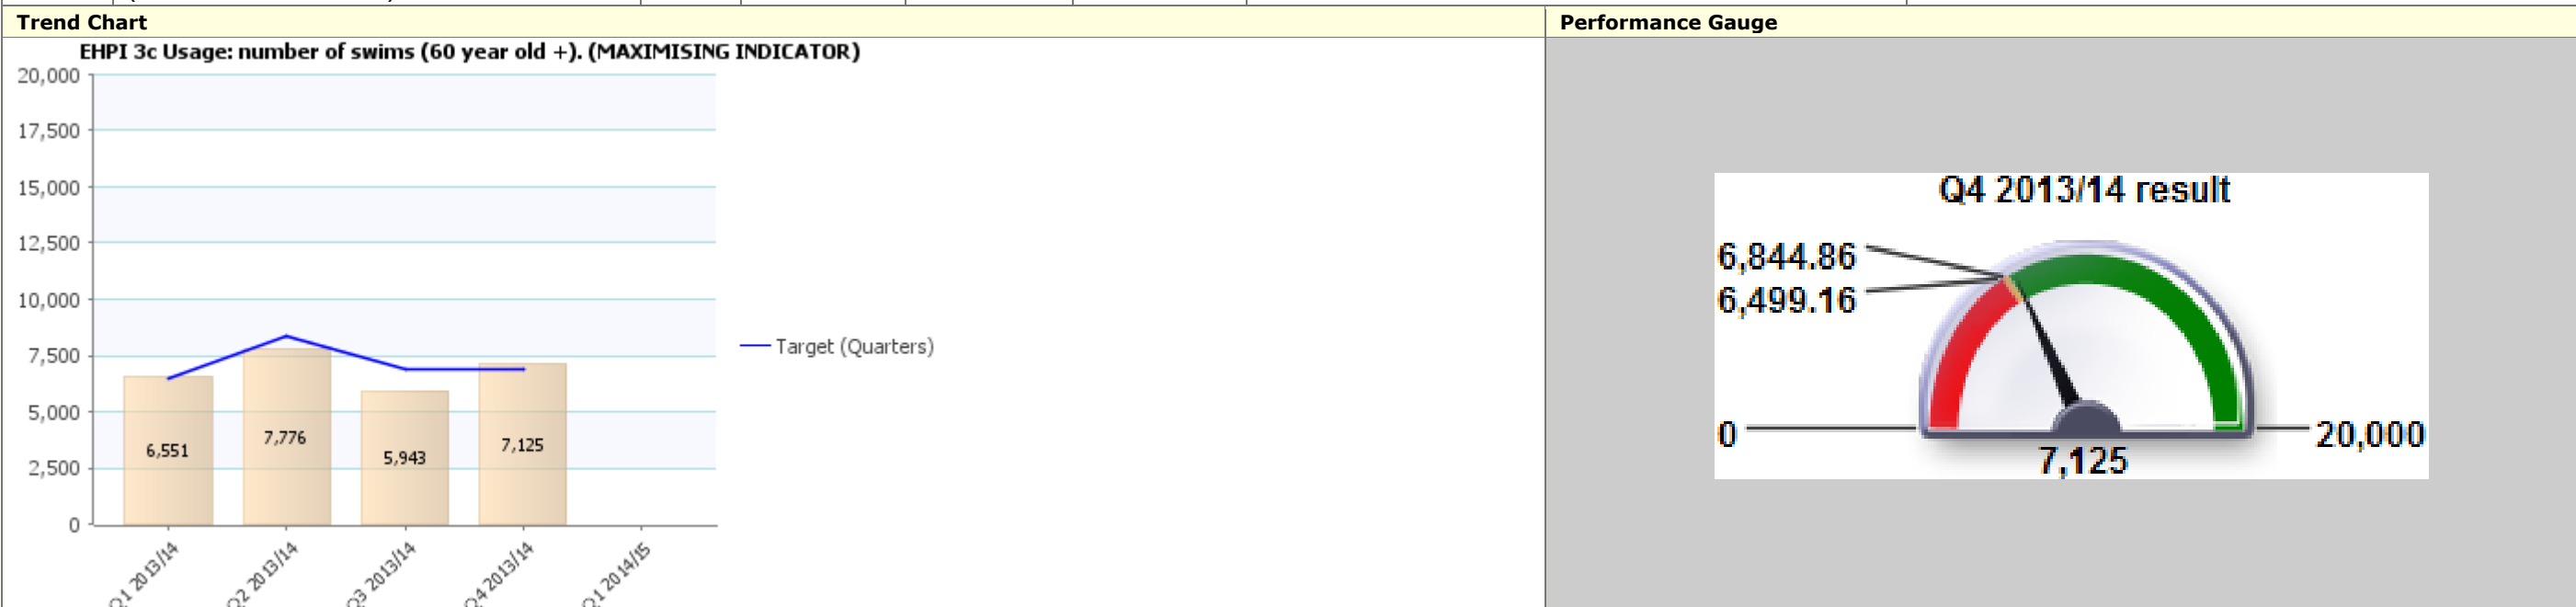 Trend Chart
Performance Gauge
EHPI 3c Usage: number of swims (60 year old +). (MAXIMISING INDICATOR)
20,000
17,500
15,000
12,500
10,000
7,500
5,000
2,500
0
6,551
7,776
5,943
7,125
Q1 2013/14
Q2 2013/14
Q3 2013/14
Q4 2013/14
Q1 2014/15
Target (Quarters)
Q4 2013/14 result
6,844.86
6,499.16
0
20,000
7,125